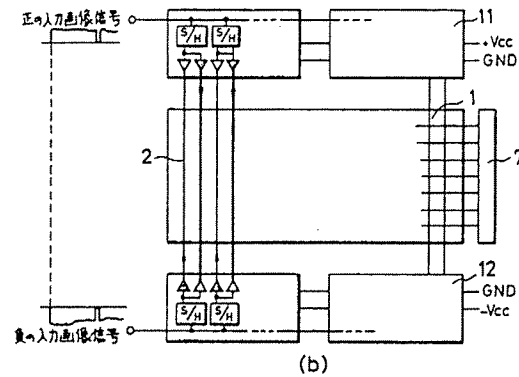 正の入力画像信号
S/H S/H
11
+Vcc
GND
1
2
7
12
GND
-Vcc
S/H S/H
負の入力画像信号
(b)